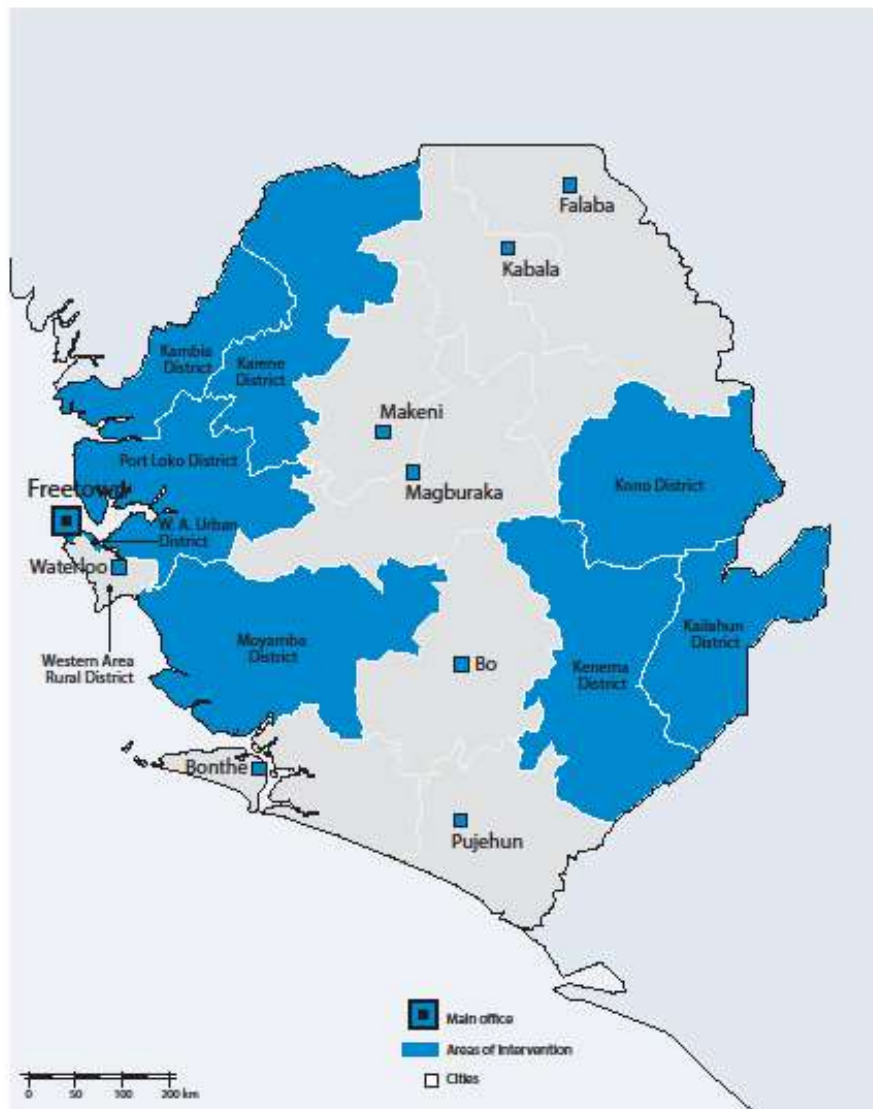 Falaba
Kabala
Kambia
District
Karene
District
Makeni
Port Loko District
Magburaka
Kono District
Freetown
W. A. Urban
District
Waterloo
Moyamba
District
Kailahun
District
Western Area
Rural District
Bo
Kenema
District
Bonthe
Pujehun
Main office
Areas of Intervention
Cities
0 50 100 200 km